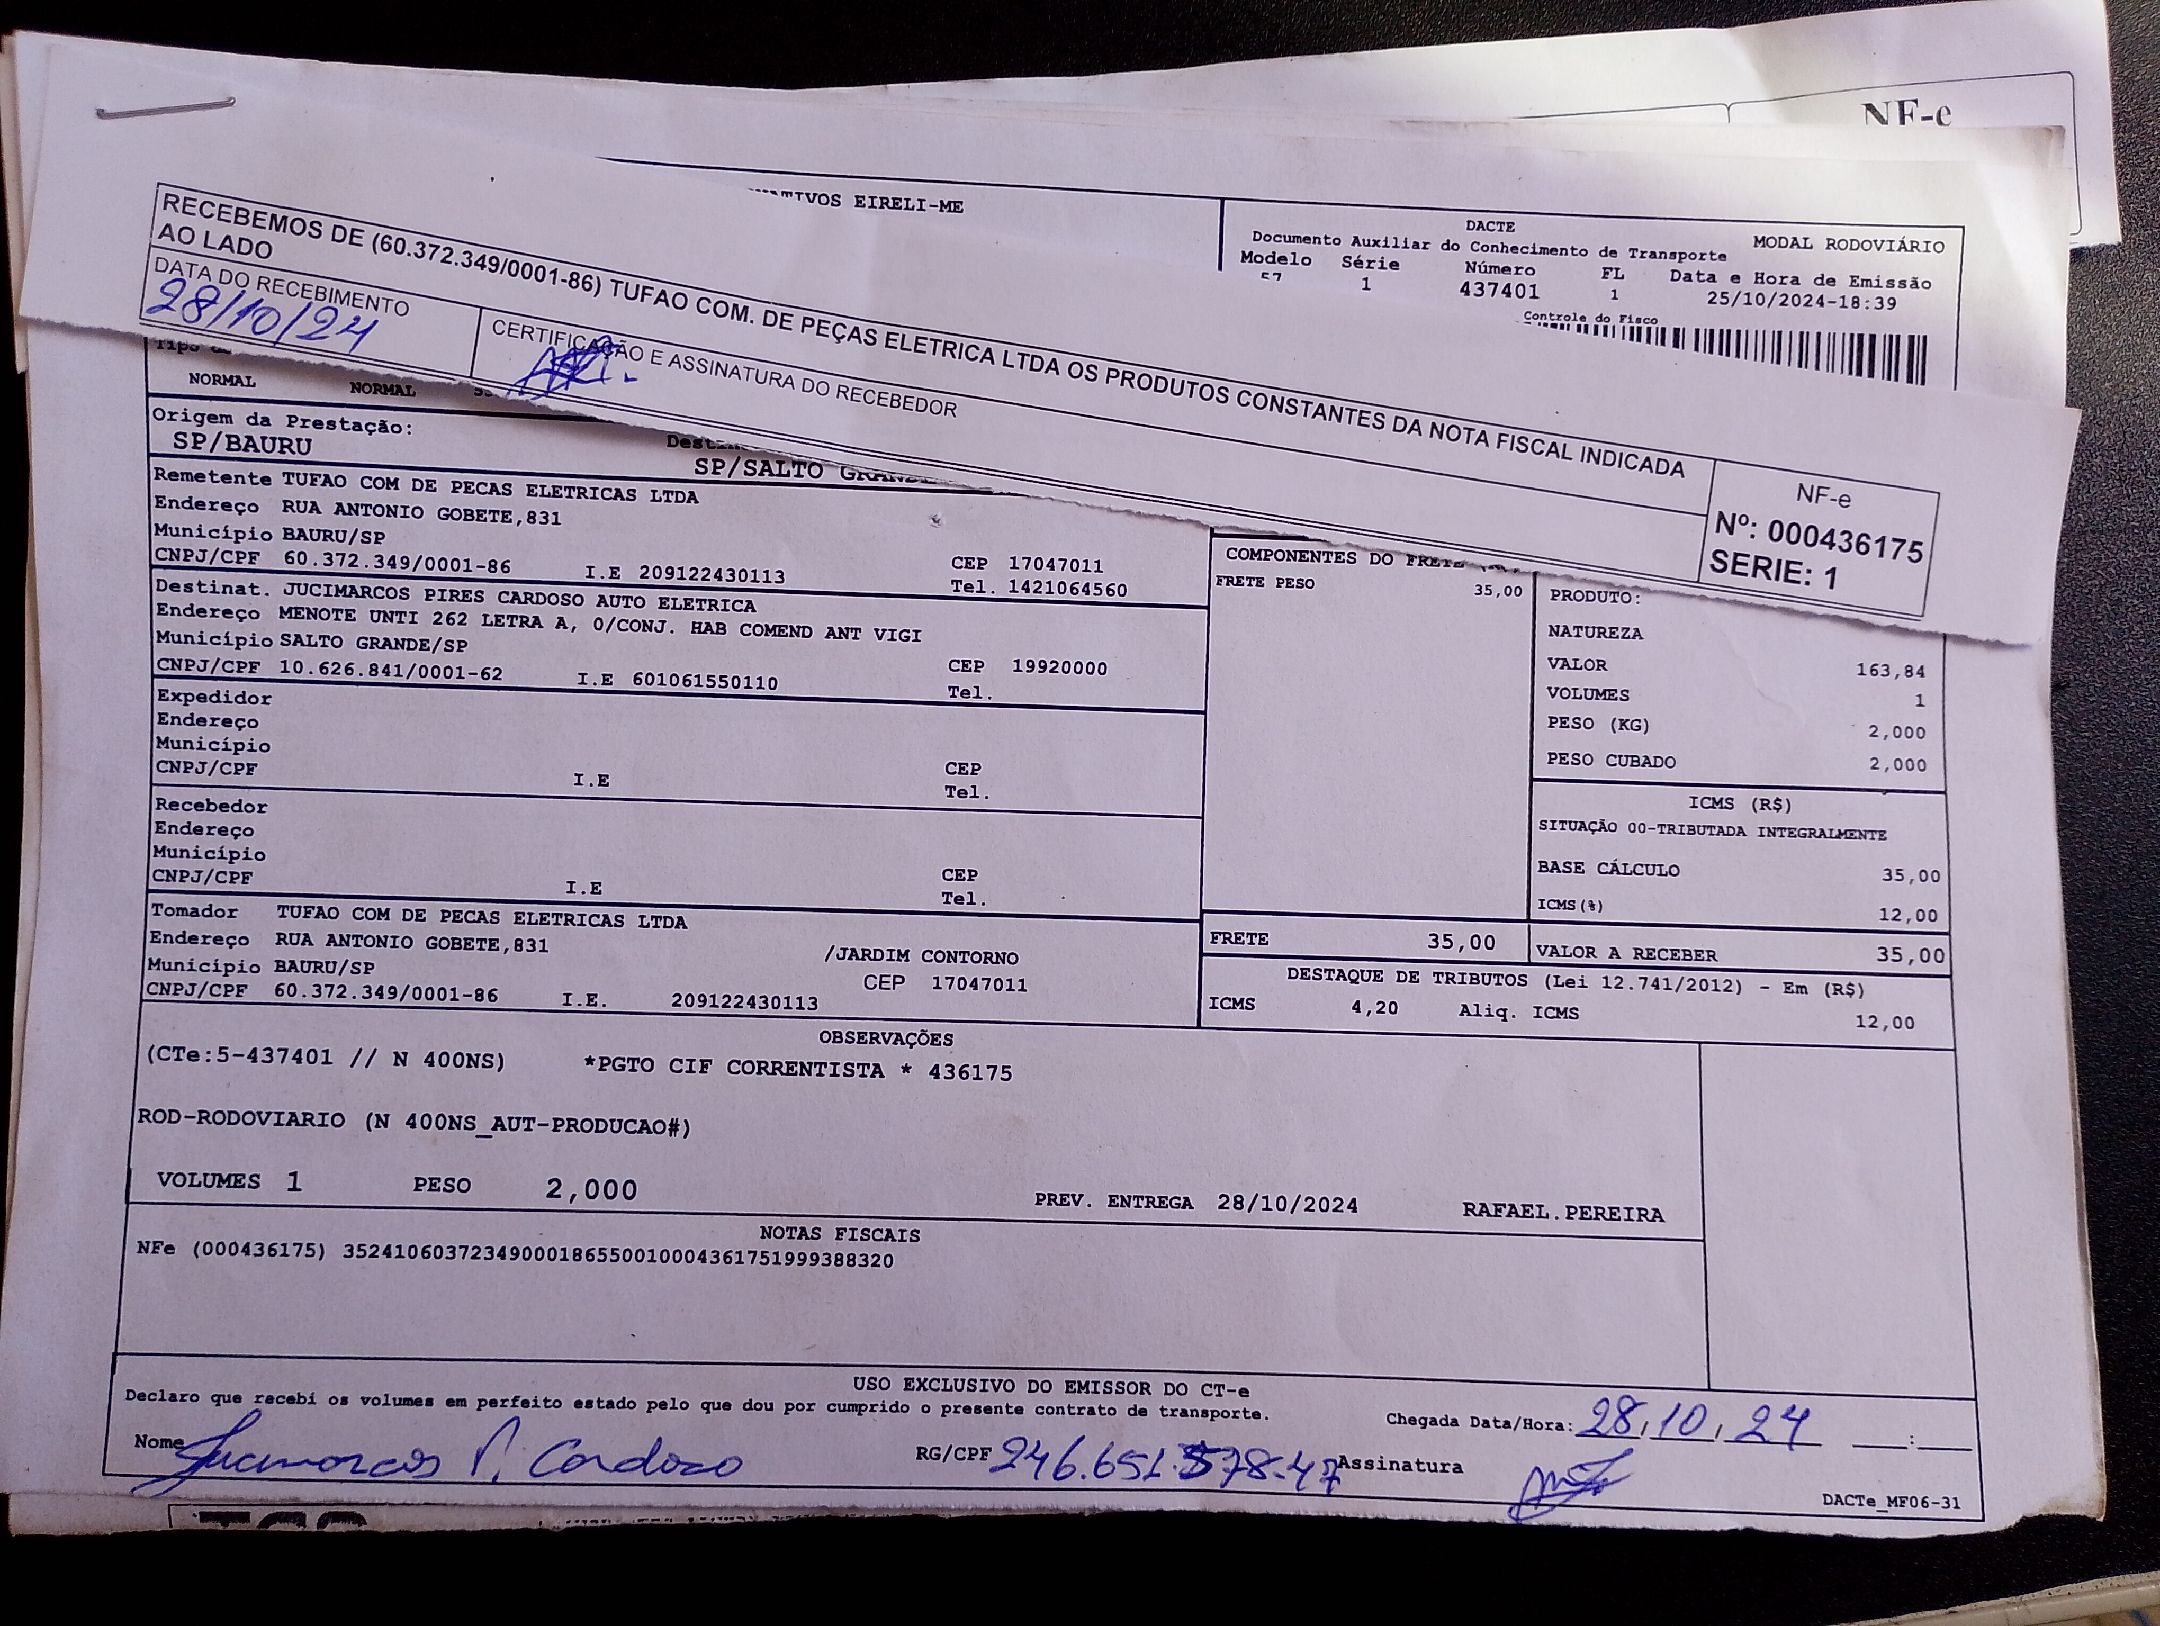 NF-e
TVOS EIRELI-ME
DACTE
Documento Auxiliar do Conhecimento de Transporte
MODAL RODOVIÁRIO
Modelo Série Número FL Data e Hora de Emissão
57 1 437401 1 25/10/2024-18:39
Controle do Fisco
RECEBEMOS DE (60.372.349/0001-86) TUFAO COM. DE PEÇAS ELETRICA LTDA OS PRODUTOS CONSTANTES DA NOTA FISCAL INDICADA
AO LADO
DATA DO RECEBIMENTO
28/10/24
CERTIFICAÇÃO E ASSINATURA DO RECEBEDOR
NF-e
Nº: 000436175
SERIE: 1
Tipo
NORMAL NORMAL
Origem da Prestação:
SP/BAURU
SP/SALTO GRANDE
Remetente TUFAO COM DE PECAS ELETRICAS LTDA
Endereço RUA ANTONIO GOBETE,831
Município BAURU/SP
CNPJ/CPF 60.372.349/0001-86 I.E 209122430113
CEP 17047011
Tel. 1421064560
Destinat. JUCIMARCOS PIRES CARDOSO AUTO ELETRICA
Endereço MENOTE UNTI 262 LETRA A, 0/CONJ. HAB COMEND ANT VIGI
Município SALTO GRANDE/SP
CNPJ/CPF 10.626.841/0001-62 I.E 601061550110
CEP 19920000
Tel.
Expedidor
Endereço
Município
CNPJ/CPF I.E
CEP
Tel.
Recebedor
Endereço
Município
CNPJ/CPF I.E
CEP
Tel.
Tomador TUFAO COM DE PECAS ELETRICAS LTDA
Endereço RUA ANTONIO GOBETE,831 /JARDIM CONTORNO
Município BAURU/SP CEP 17047011
CNPJ/CPF 60.372.349/0001-86 I.E. 209122430113
COMPONENTES DO FRETE
FRETE PESO 35,00
PRODUTO:
NATUREZA
VALOR 163,84
VOLUMES 1
PESO (KG) 2,000
PESO CUBADO 2,000
ICMS (R$)
SITUAÇÃO 00-TRIBUTADA INTEGRALMENTE
BASE CÁLCULO 35,00
ICMS(%) 12,00
FRETE 35,00
VALOR A RECEBER 35,00
DESTAQUE DE TRIBUTOS (Lei 12.741/2012) - Em (R$)
ICMS 4,20 Aliq. ICMS 12,00
OBSERVAÇÕES
(CTe:5-437401 // N 400NS) *PGTO CIF CORRENTISTA * 436175
ROD-RODOVIARIO (N 400NS_AUT-PRODUCAO#)
VOLUMES 1 PESO 2,000 PREV. ENTREGA 28/10/2024 RAFAEL.PEREIRA
NOTAS FISCAIS
NFe (000436175) 35241060372349000186550010004361751999388320
USO EXCLUSIVO DO EMISSOR DO CT-e
Declaro que recebi os volumes em perfeito estado pelo que dou por cumprido o presente contrato de transporte.
Chegada Data/Hora: 28,10,24 __:__
Nome Jucimarcos P. Cardoso RG/CPF 246.651.578-47 Assinatura
DACTe_MF06-31